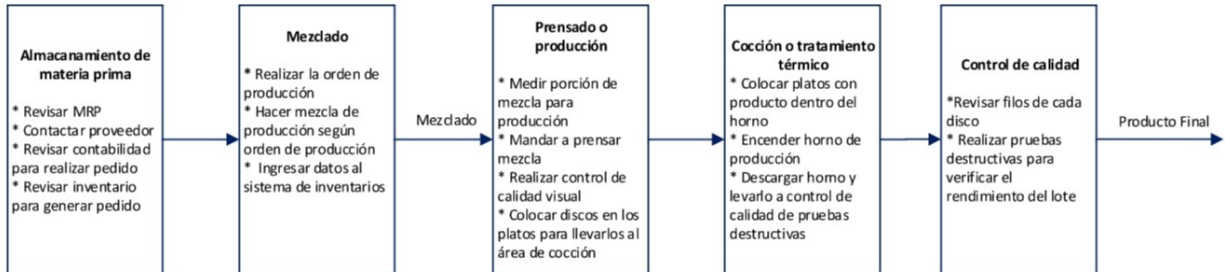 Almacanamiento de
materia prima
* Revisar MRP
* Contactar proveedor
* Revisar contabilidad
para realizar pedido
* Revisar inventario
para generar pedido
Mezclado
* Realizar la orden de
producción
* Hacer mezcla de
producción según
orden de producción
* Ingresar datos al
sistema de inventarios
Mezclado
Prensado o
producción
* Medir porción de
mezcla para
producción
* Mandar a prensar
mezcla
* Realizar control de
calidad visual
* Colocar discos en los
platos para llevarlos al
área de cocción
Cocción o tratamiento
térmico
* Colocar platos con
producto dentro del
horno
* Encender horno de
producción
* Descargar horno y
levarlo a control de
calidad de pruebas
destructivas
Control de calidad
*Revisar filos de cada
disco
* Realizar pruebas
destructivas para
verificar el
rendimiento del lote
Producto Final